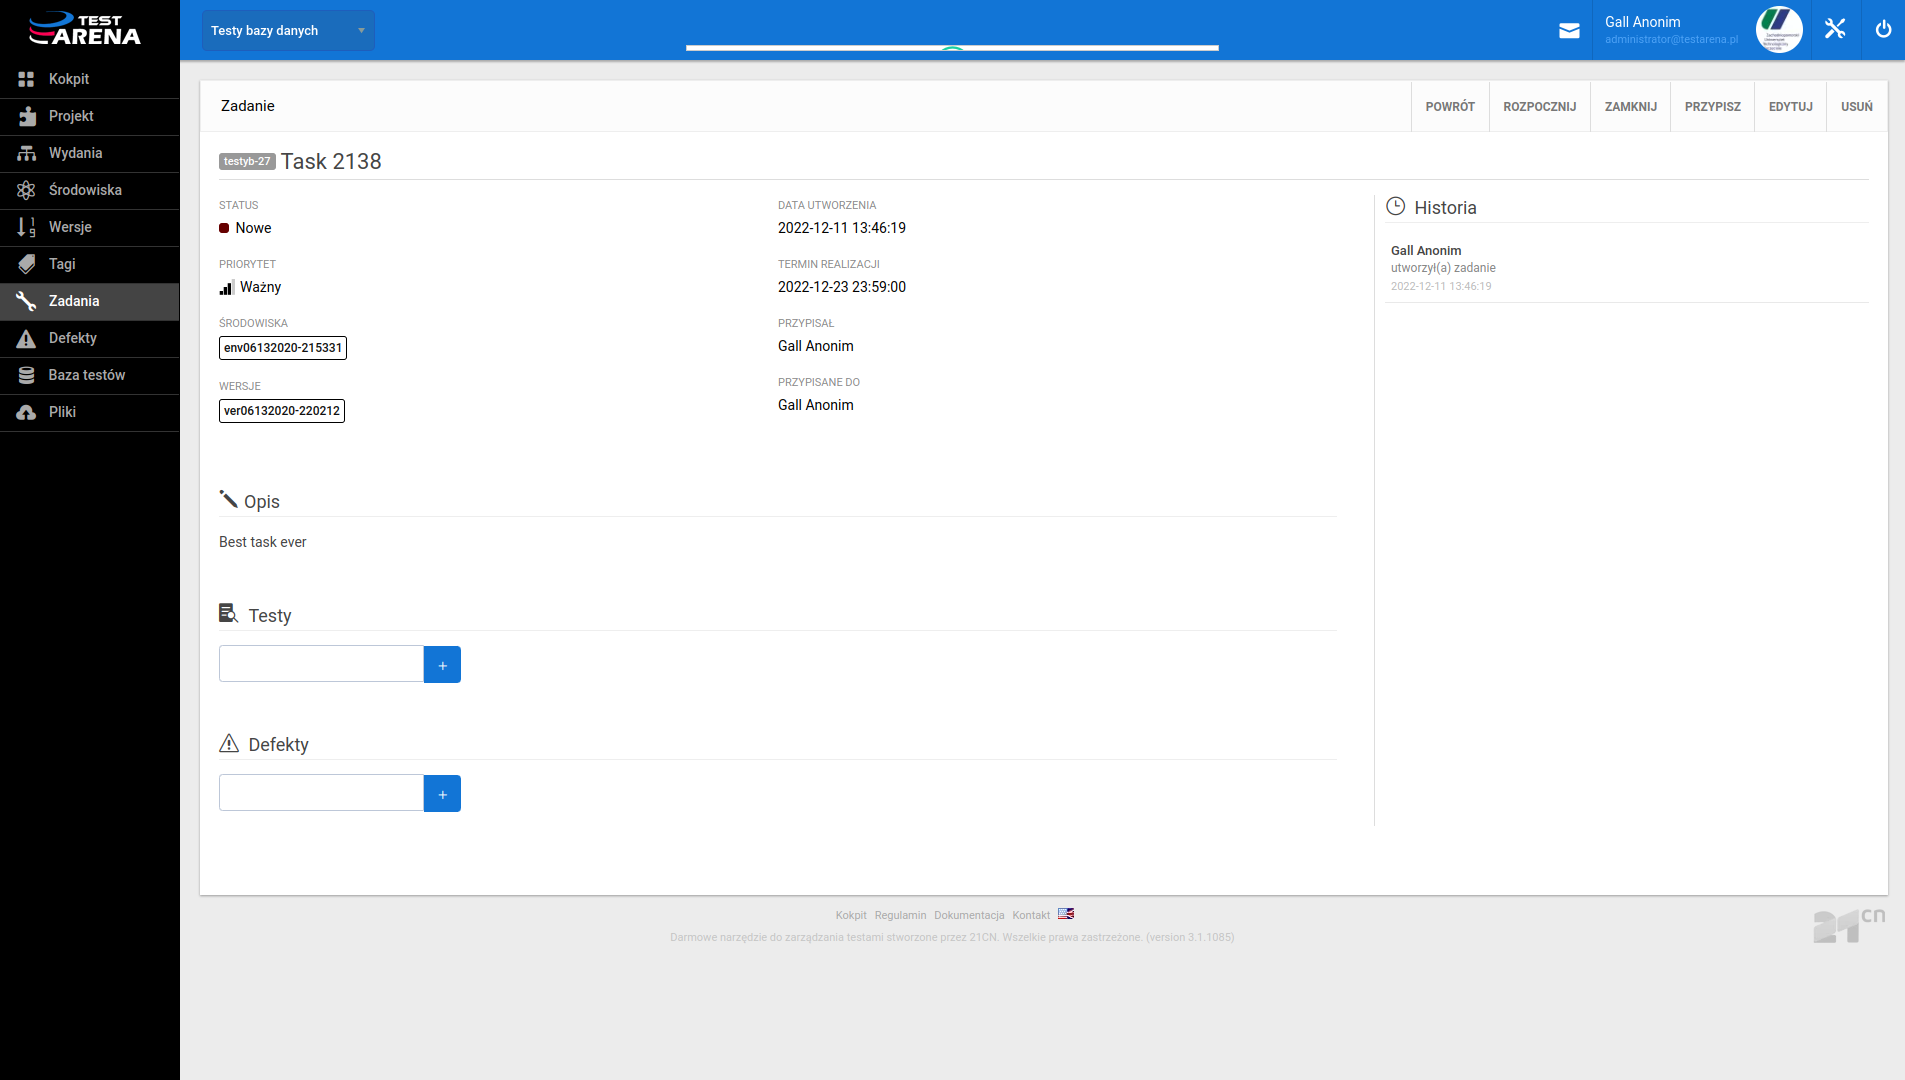 TEST
ARENA
Testy bazy danych
Gall Anonim
administrator@testarena.pl
Kokpit
Projekt
Wydania
Środowiska
Wersje
Tagi
Zadania
Defekty
Baza testów
Pliki
Zadanie
POWRÓT
ROZPOCZNIJ
ZAMKNIJ
PRZYPISZ
EDYTUJ
USUŃ
testyb-27 Task 2138
STATUS
Nowe
PRIORYTET
Ważny
ŚRODOWISKA
env06132020-215331
WERSJE
ver06132020-220212
DATA UTWORZENIA
2022-12-11 13:46:19
TERMIN REALIZACJI
2022-12-23 23:59:00
PRZYPISAŁ
Gall Anonim
PRZYPISANE DO
Gall Anonim
Historia
Gall Anonim
utworzył(a) zadanie
2022-12-11 13:46:19
Opis
Best task ever
Testy
+
Defekty
+
Kokpit Regulamin Dokumentacja Kontakt
Darmowe narzędzie do zarządzania testami stworzone przez 21CN. Wszelkie prawa zastrzeżone. (version 3.1.1085)
21cn